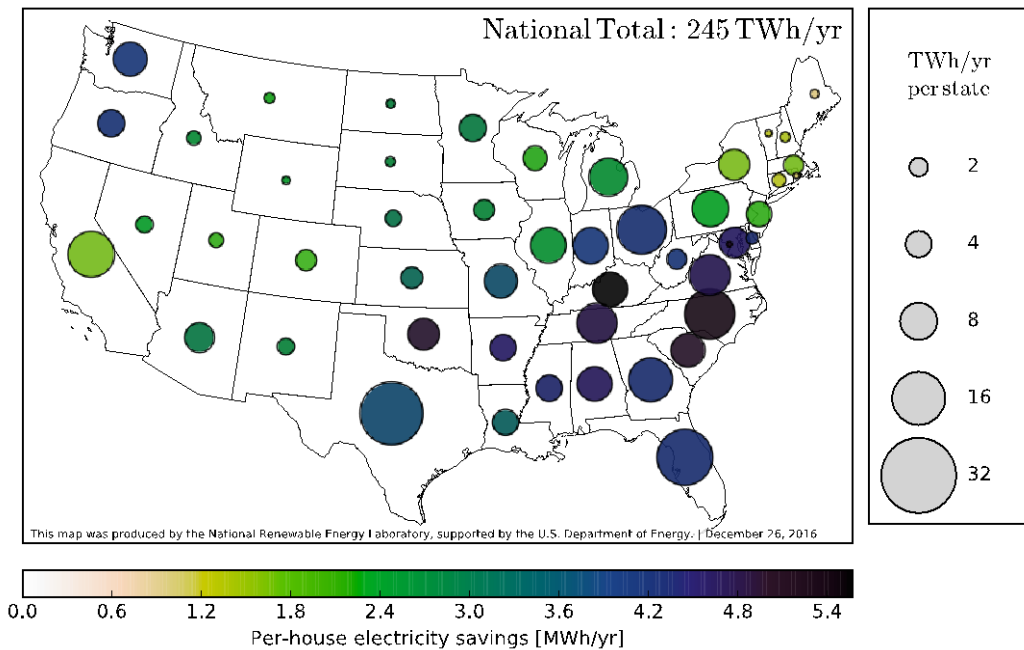 National Total: 245 TWh/yr
TWh/yr
per state
2
4
8
16
32
This map was produced by the National Renewable Energy Laboratory, supported by the U.S. Department of Energy. | December 26, 2016
0.0 0.6 1.2 1.8 2.4 3.0 3.6 4.2 4.8 5.4
Per-house electricity savings [MWh/yr]